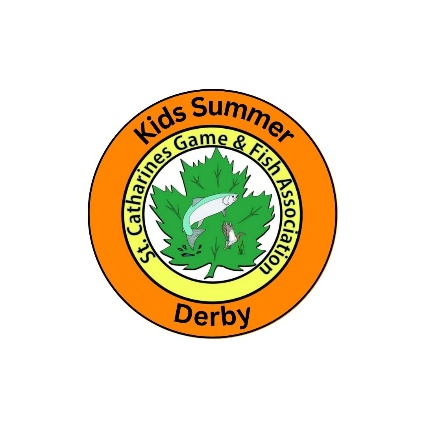 Kids Summer
St. Catharines Game & Fish Association
Derby